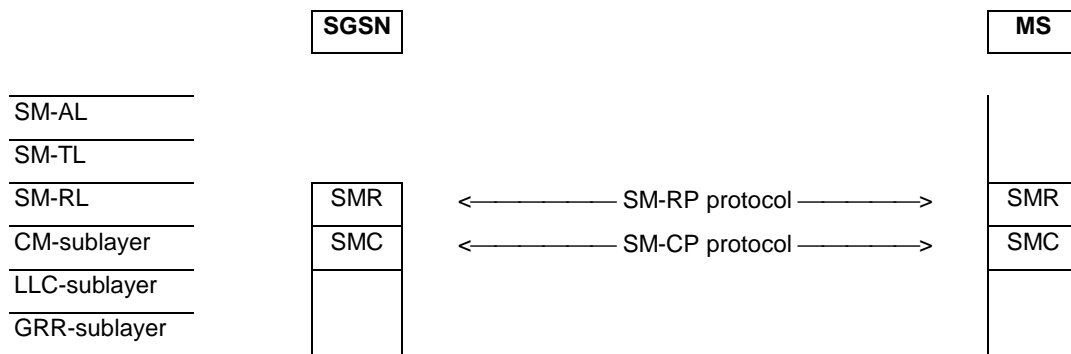 SGSN MS
SM-AL
SM-TL
SM-RL SMR <—————— SM-RP protocol ——————> SMR
CM-sublayer SMC <—————— SM-CP protocol ——————> SMC
LLC-sublayer
GRR-sublayer